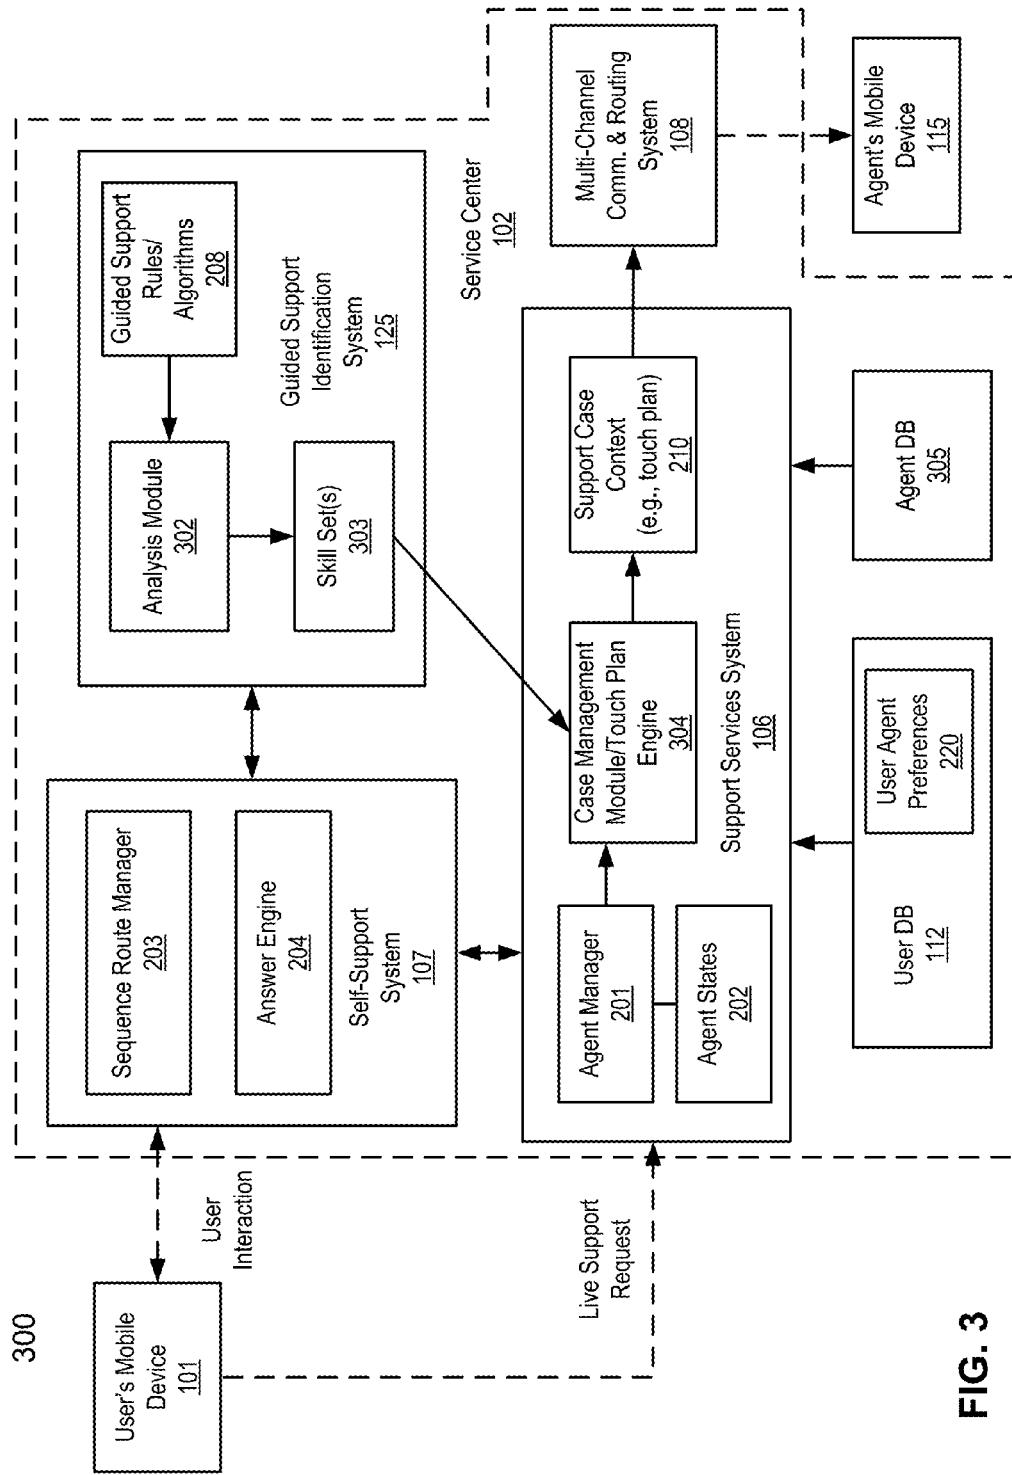 300
User's Mobile
Device
101
User
Interaction
Live Support
Request
Sequence Route Manager
203
Answer Engine
204
Self-Support
System
107
Guided Support
Rules/
Algorithms
208
Analysis Module
302
Skill Set(s)
303
Guided Support
Identification
System
125
Service Center
102
Agent Manager
201
Agent States
202
Case Management
Module/Touch Plan
Engine
304
Support Case
Context
(e.g., touch plan)
210
Support Services System
106
Multi-Channel
Comm. & Routing
System
108
User DB
112
User Agent
Preferences
220
Agent DB
305
Agent's Mobile
Device
115
FIG. 3